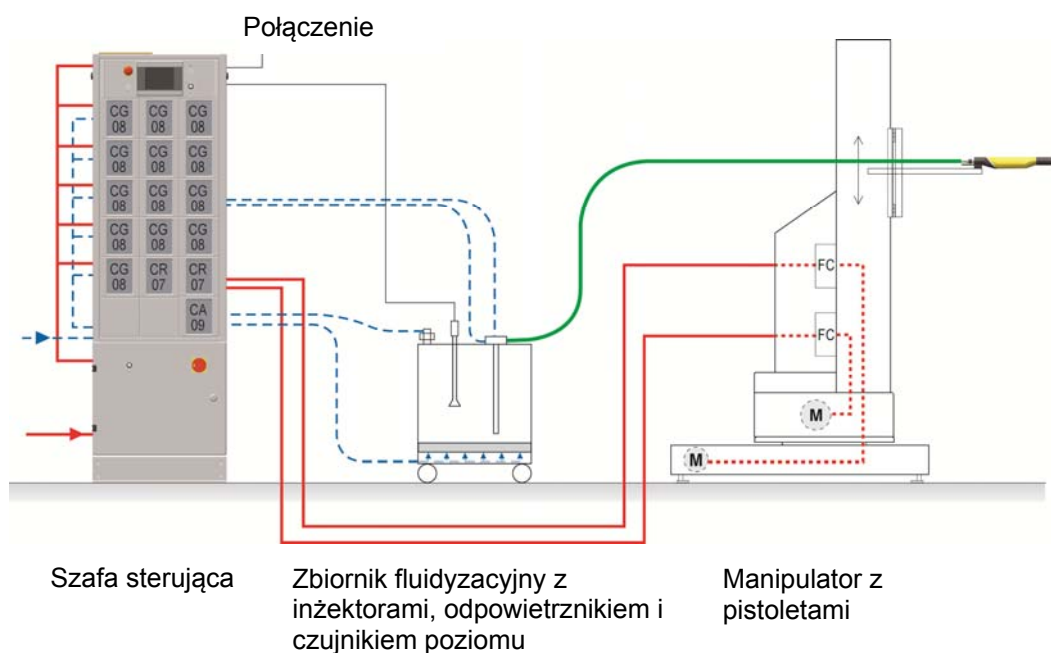 Połączenie
CG CG CG
08 08 08
CG CG CG
08 08 08
CG CG CG
08 08 08
CG CG CG
08 08 08
CG CR CR
08 07 07
CA
09
FC
FC
M
M
Szafa sterująca
Zbiornik fluidyzacyjny z
inżektorami, odpowietrznikiem i
czujnikiem poziomu
Manipulator z
pistoletami